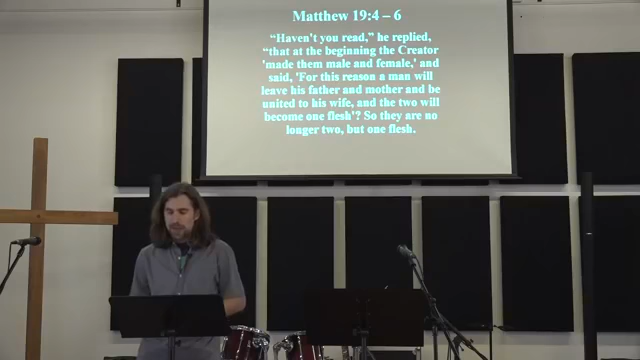 Matthew 19:4 – 6
“Haven't you read,” he replied,
“that at the beginning the Creator
'made them male and female,' and
said, 'For this reason a man will
leave his father and mother and be
united to his wife, and the two will
become one flesh'? So they are no
longer two, but one flesh.